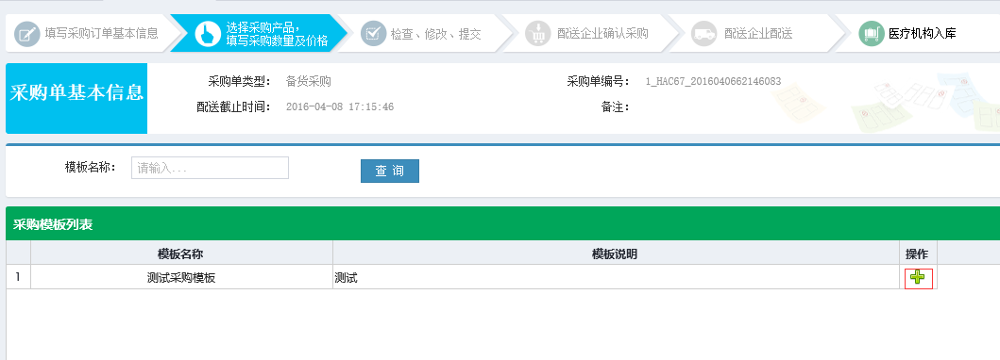 填写采购订单基本信息
选择采购产品,
填写采购数量及价格
检查、修改、提交
配送企业确认采购
配送企业配送
医疗机构入库
采购单基本信息
采购单类型： 备货采购 采购单编号： 1_HAC67_2016040662146083
配送截止时间： 2016-04-08 17:15:46 备注：
模板名称： 请输入... 查 询
采购模板列表
模板名称 模板说明 操作
1 测试采购模板 测试